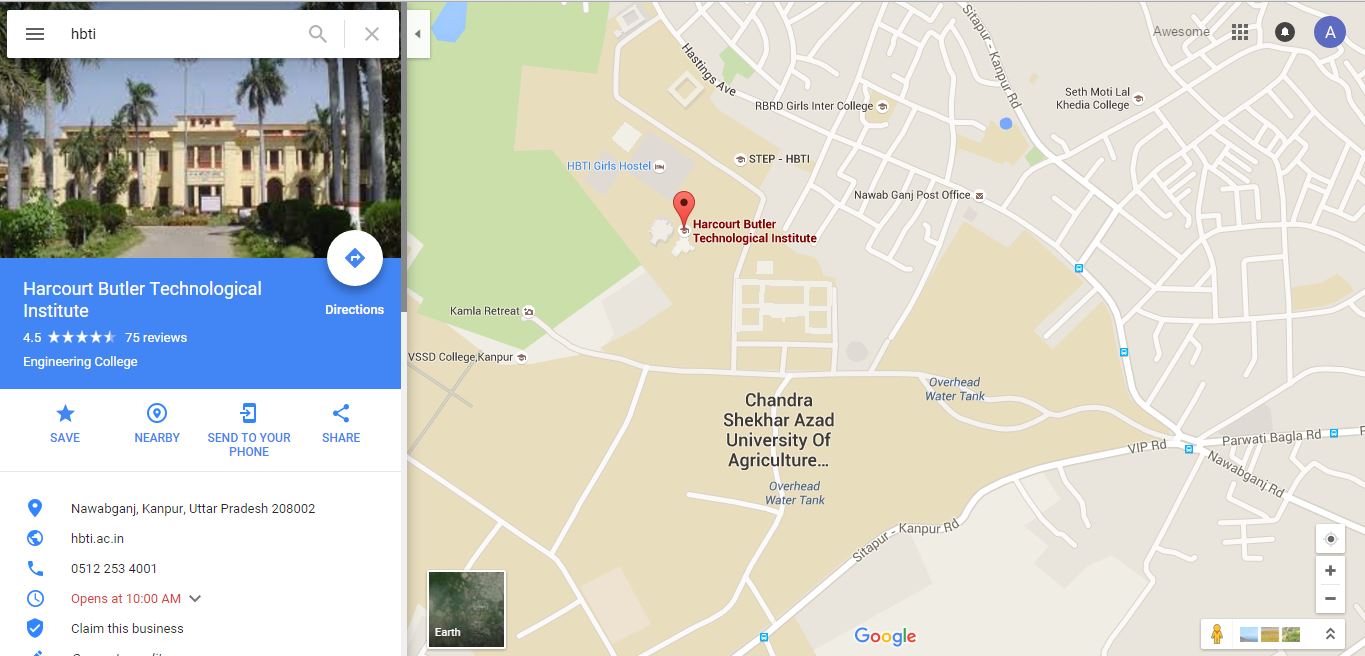 hbti
Harcourt Butler Technological
Institute
4.5
75 reviews
Engineering College
Directions
SAVE
NEARBY
SEND TO YOUR
PHONE
SHARE
Nawabganj, Kanpur, Uttar Pradesh 208002
hbti.ac.in
0512 253 4001
Opens at 10:00 AM
Claim this business
Awesome
A
Sitapur - Kanpur Rd
Hastings Ave
RBRD Girls Inter College
Seth Moti Lal
Khedia College
STEP - HBTI
HBTI Girls Hostel
Nawab Ganj Post Office
Harcourt Butler
Technological Institute
Kamla Retreat
VSSD College,Kanpur
Overhead
Water Tank
Chandra
Shekhar Azad
University Of
Agriculture...
Overhead
Water Tank
VIP Rd
Parwati Bagla Rd
Nawabganj Rd
Sitapur - Kanpur Rd
Earth
Google